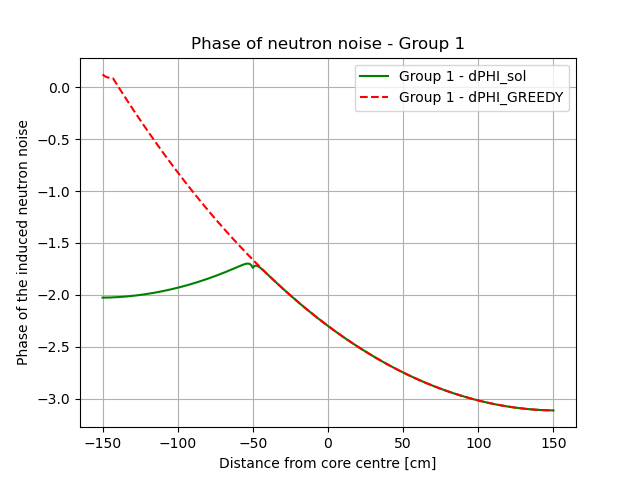 Phase of neutron noise - Group 1
Group 1 - dPHI_sol
Group 1 - dPHI_GREEDY
Phase of the induced neutron noise
0.0
−0.5
−1.0
−1.5
−2.0
−2.5
−3.0
−150
−100
−50
0
50
100
150
Distance from core centre [cm]